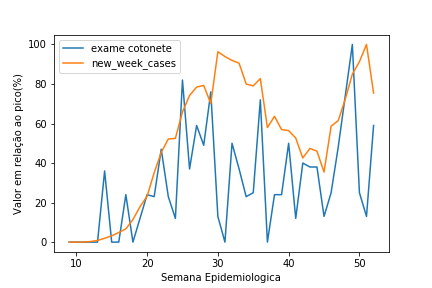 exame cotonete
new_week_cases
Valor em relação ao pico(%)
100
80
60
40
20
0
10
20
30
40
50
Semana Epidemiologica